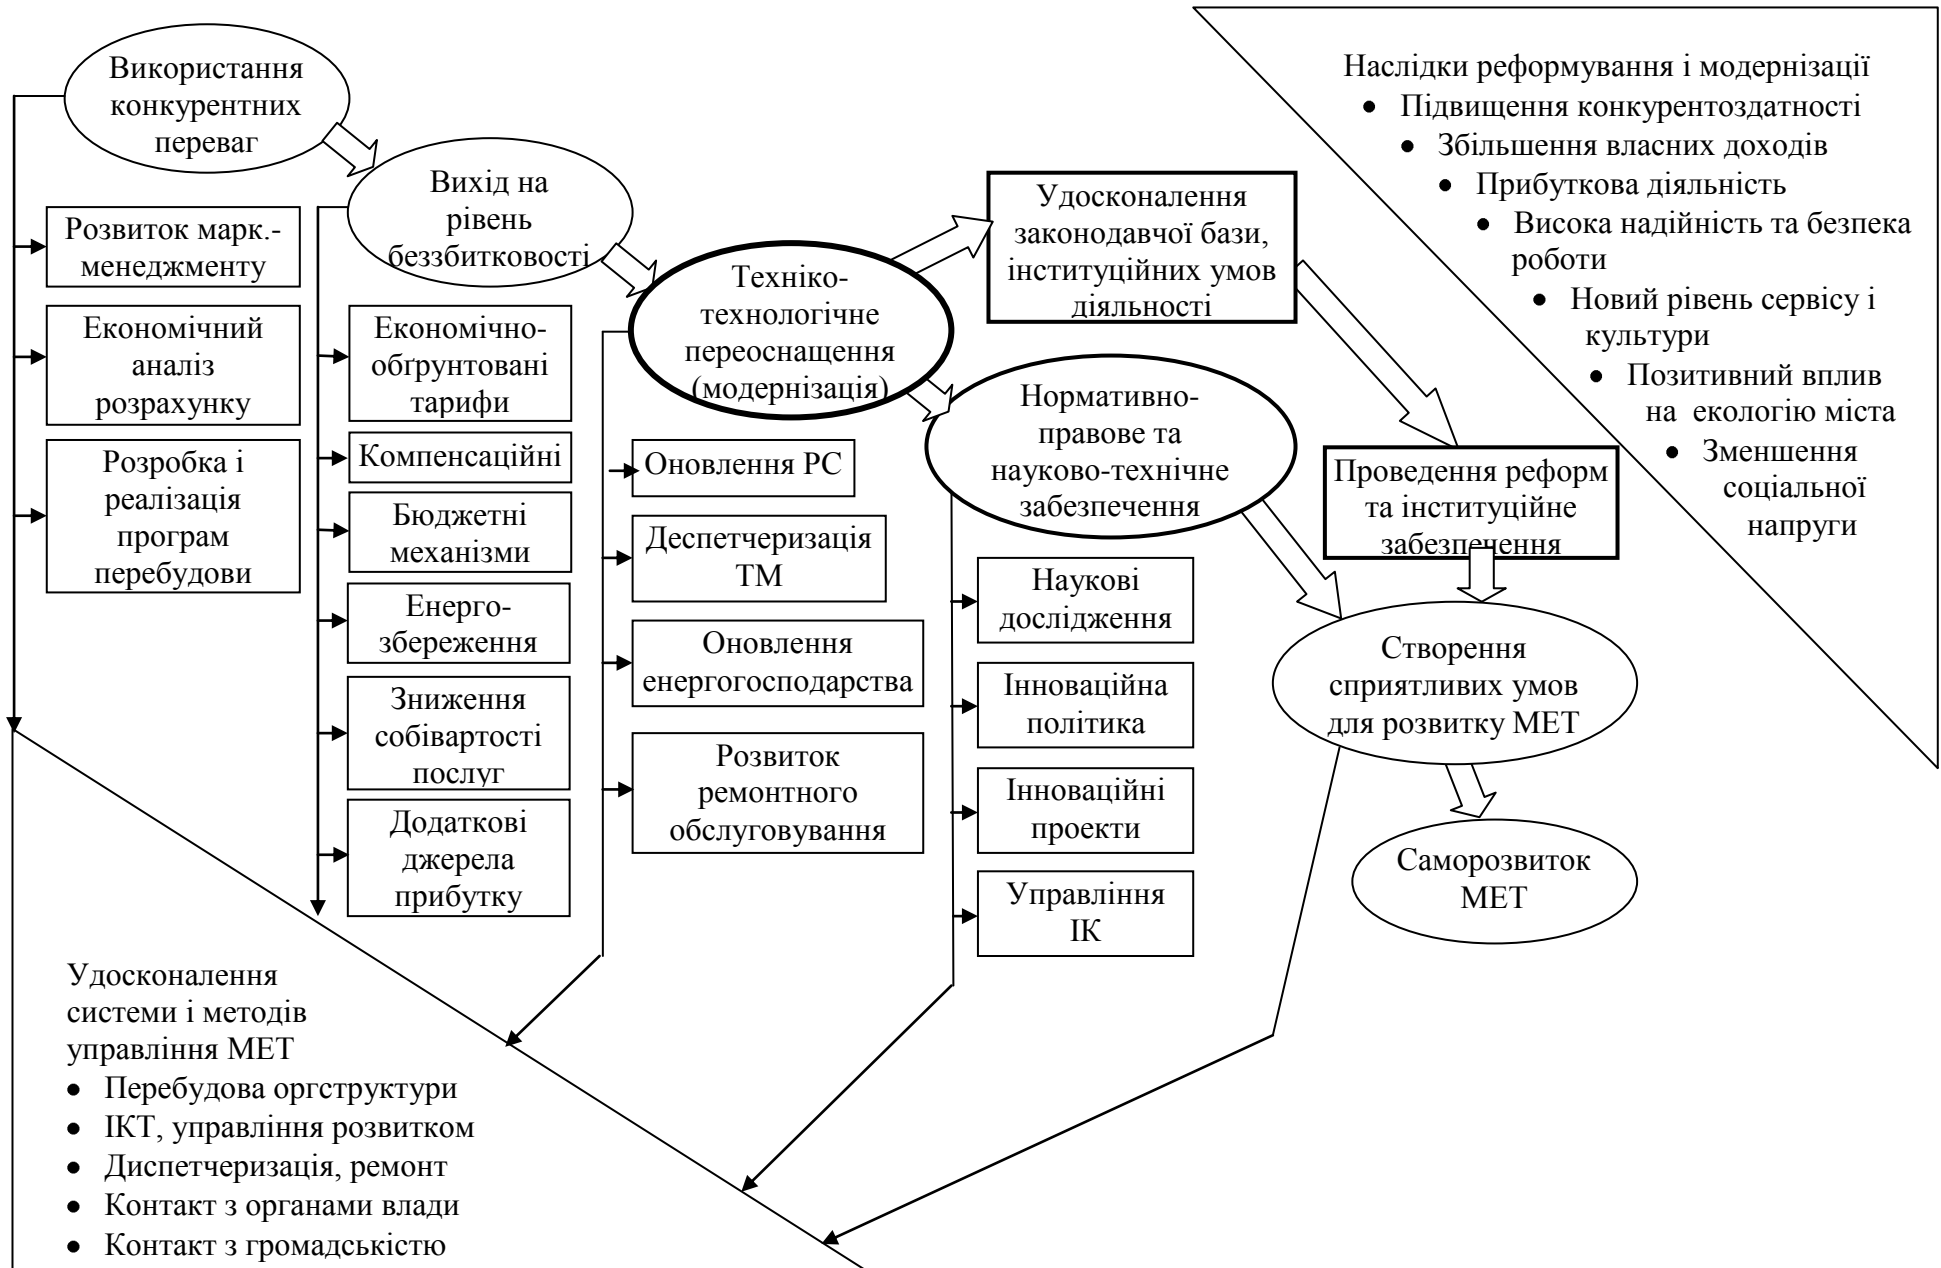 Використання
конкурентних
переваг
Розвиток марк.-
менеджменту
Економічний
аналіз
розрахунку
Розробка і
реалізація
програм
перебудови
Вихід на
рівень
беззбитковості
Економічно-
обґрунтовані
тарифи
Компенсаційні
Бюджетні
механізми
Енерго-
збереження
Зниження
собівартості
послуг
Додаткові
джерела
прибутку
Техніко-
технологічне
переоснащення
(модернізація)
Оновлення РС
Деспетчеризація
ТМ
Оновлення
енергогосподарства
Розвиток
ремонтного
обслуговування
Удосконалення
законодавчої бази,
інституційних умов
діяльності
Нормативно-
правове та
науково-технічне
забезпечення
Наукові
дослідження
Інноваційна
політика
Інноваційні
проекти
Управління
ІК
Проведення реформ
та інституційне
забезпечення
Створення
сприятливих умов
для розвитку МЕТ
Саморозвиток
МЕТ
Наслідки реформування і модернізації
• Підвищення конкурентоздатності
• Збільшення власних доходів
• Прибуткова діяльність
• Висока надійність та безпека
роботи
• Новий рівень сервісу і
культури
• Позитивний вплив
на екологію міста
• Зменшення
соціальної
напруги
Удосконалення
системи і методів
управління МЕТ
• Перебудова оргструктури
• ІКТ, управління розвитком
• Диспетчеризація, ремонт
• Контакт з органами влади
• Контакт з громадськістю